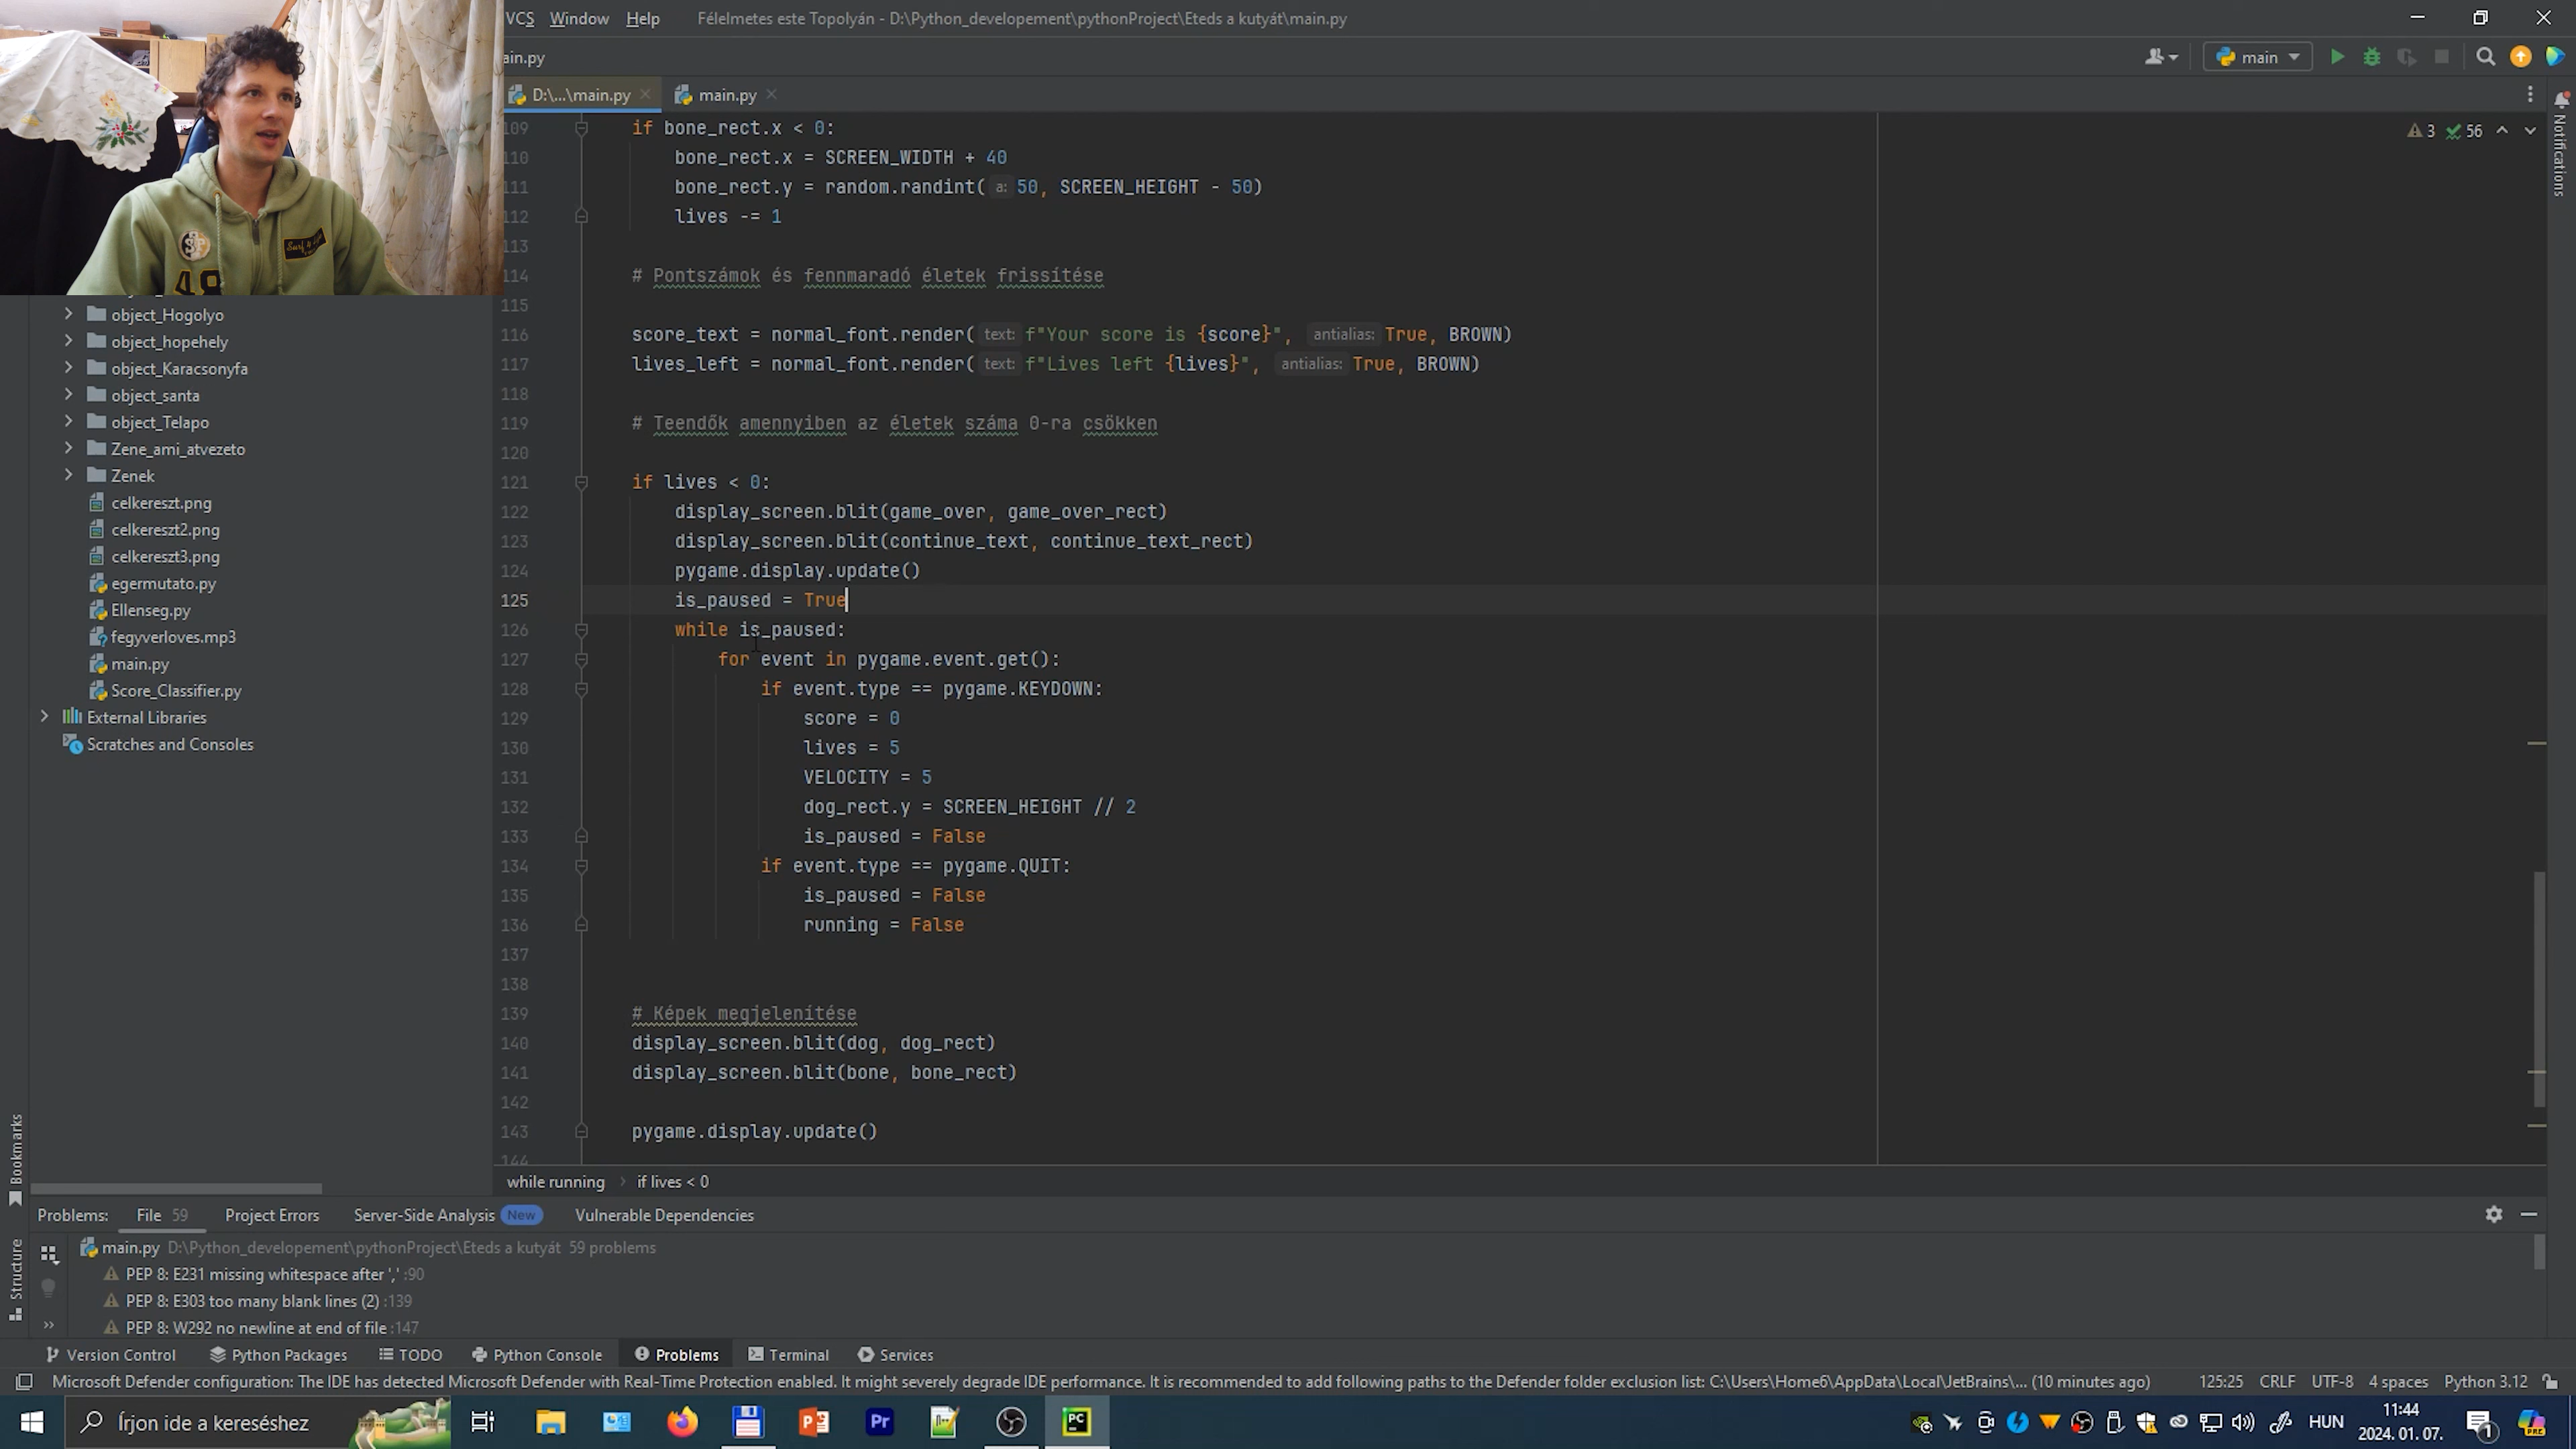 VCS Window Help Félelmetes este Topolyán - D:\Python_developement\pythonProject\Eteds a kutyát\main.py
ain.py
main
D:\...\main.py
main.py
3 56
Notifications
109 if bone_rect.x < 0:
110 bone_rect.x = SCREEN_WIDTH + 40
111 bone_rect.y = random.randint( a: 50, SCREEN_HEIGHT - 50)
112 lives -= 1
113
114 # Pontszámok és fennmaradó életek frissítése
115
116 score_text = normal_font.render( text: f"Your score is {score}", antialias: True, BROWN)
117 lives_left = normal_font.render( text: f"Lives left {lives}", antialias: True, BROWN)
118
119 # Teendők amennyiben az életek száma 0-ra csökken
120
121 if lives < 0:
122 display_screen.blit(game_over, game_over_rect)
123 display_screen.blit(continue_text, continue_text_rect)
124 pygame.display.update()
125 is_paused = True
126 while is_paused:
127 for event in pygame.event.get():
128 if event.type == pygame.KEYDOWN:
129 score = 0
130 lives = 5
131 VELOCITY = 5
132 dog_rect.y = SCREEN_HEIGHT // 2
133 is_paused = False
134 if event.type == pygame.QUIT:
135 is_paused = False
136 running = False
137
138
139 # Képek megjelenítése
140 display_screen.blit(dog, dog_rect)
141 display_screen.blit(bone, bone_rect)
142
143 pygame.display.update()
144
object_Hogolyo
object_hopehely
object_Karacsonyfa
object_santa
object_Telapo
Zene_ami_atvezeto
Zenek
celkereszt.png
celkereszt2.png
celkereszt3.png
egermutato.py
Ellenseg.py
fegyverloves.mp3
main.py
Score_Classifier.py
External Libraries
Scratches and Consoles
while running > if lives < 0
Bookmarks
Structure
Problems: File 59 Project Errors Server-Side Analysis New Vulnerable Dependencies
main.py D:\Python_developement\pythonProject\Eteds a kutyát 59 problems
PEP 8: E231 missing whitespace after ',' :90
PEP 8: E303 too many blank lines (2) :139
PEP 8: W292 no newline at end of file :147
Version Control Python Packages TODO Python Console Problems Terminal Services
Microsoft Defender configuration: The IDE has detected Microsoft Defender with Real-Time Protection enabled. It might severely degrade IDE performance. It is recommended to add following paths to the Defender folder exclusion list: C:\Users\Home6\AppData\Local\JetBrains\... (10 minutes ago) 125:25 CRLF UTF-8 4 spaces Python 3.12
Írjon ide a kereséshez
Pr
PC
HUN
11:44
2024. 01. 07.
1